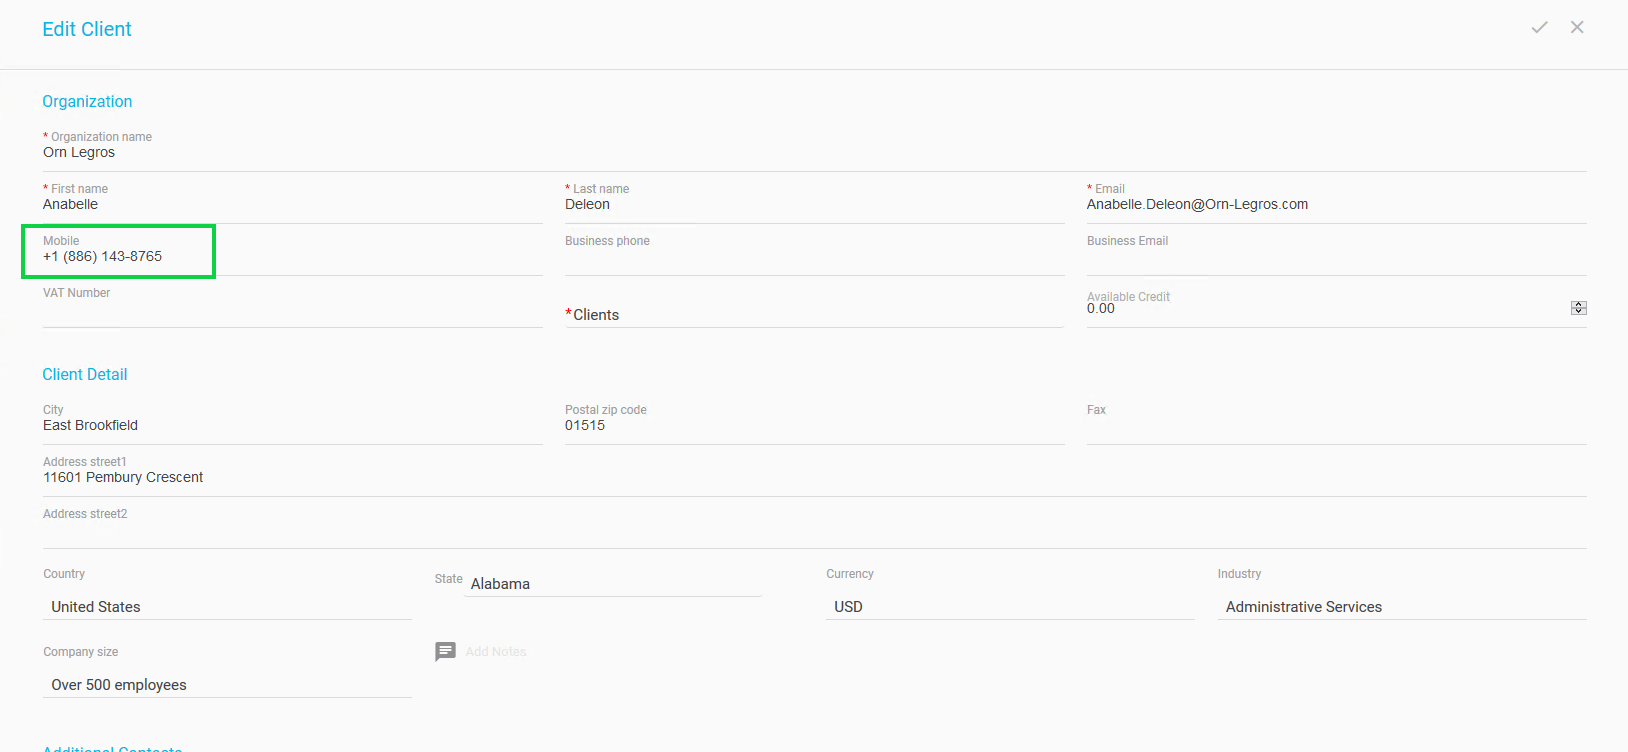 Edit Client
Organization
* Organization name
Orn Legros
* First name
Anabelle
* Last name
Deleon
* Email
Anabelle.Deleon@Orn-Legros.com
Mobile
+1 (886) 143-8765
Business phone
Business Email
VAT Number
*Clients
Available Credit
0.00
Client Detail
City
East Brookfield
Postal zip code
01515
Fax
Address street1
11601 Pembury Crescent
Address street2
Country
United States
State Alabama
Currency
USD
Industry
Administrative Services
Company size
Over 500 employees
Add Notes
Additional Contacts